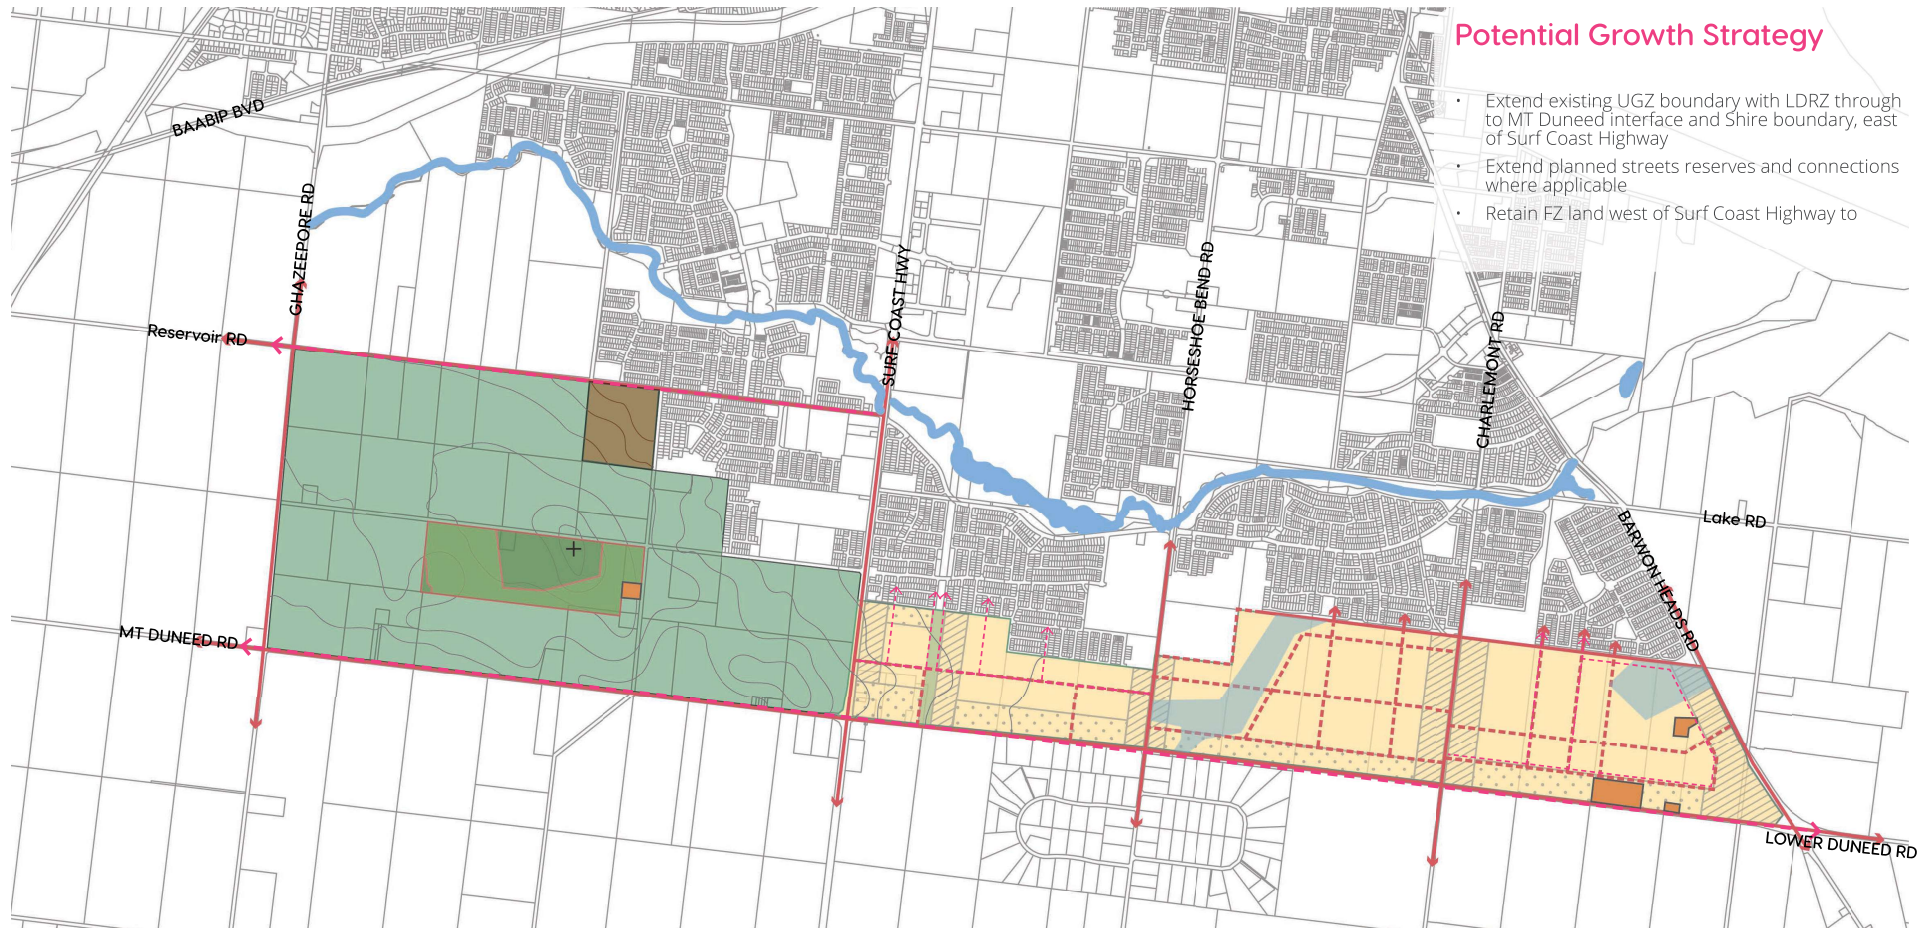 Potential Growth Strategy
• Extend existing UGZ boundary with LDRZ through
to MT Duneed interface and Shire boundary, east
of Surf Coast Highway
• Extend planned streets reserves and connections
where applicable
• Retain FZ land west of Surf Coast Highway to
BAABIP BVD
GHAZEEPORE RD
Reservoir RD
SURF COAST HWY
HORSESHOE BEND RD
CHARLEMONT RD
BARWON HEADS RD
Lake RD
MT DUNEED RD
LOWER DUNEED RD